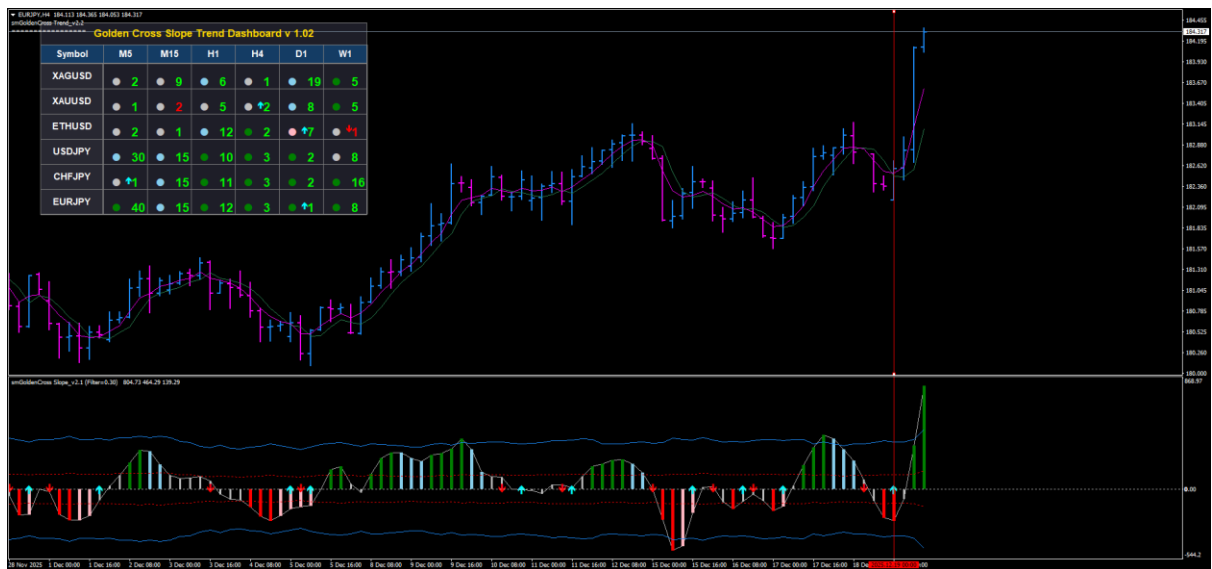 EURJPY,H4 184.113 184.365 184.053 184.317
smGoldenCross Trend_v2.2
Golden Cross Slope Trend Dashboard v 1.02
Symbol M5 M15 H1 H4 D1 W1
XAGUSD 2 9 6 1 19 5
XAUUSD 1 2 5 2 8 5
ETHUSD 2 1 12 2 7 1
USDJPY 30 15 10 3 2 8
CHFJPY 1 15 11 3 2 16
EURJPY 40 15 12 3 1 8
184.455
184.317
184.195
183.930
183.670
183.405
183.145
182.880
182.620
182.360
182.095
181.835
181.570
181.310
181.045
180.785
180.525
180.260
180.000
smGoldenCross Slope_v2.1 (Filter=0.30) 804.73 464.29 139.29
868.97
0.00
-544.2
28 Nov 2025 1 Dec 00:00 1 Dec 16:00 2 Dec 08:00 3 Dec 00:00 3 Dec 16:00 4 Dec 08:00 5 Dec 00:00 5 Dec 16:00 8 Dec 08:00 9 Dec 00:00 9 Dec 16:00 10 Dec 08:00 11 Dec 00:00 11 Dec 16:00 12 Dec 08:00 15 Dec 00:00 15 Dec 16:00 16 Dec 08:00 17 Dec 00:00 17 Dec 16:00 18 Dec